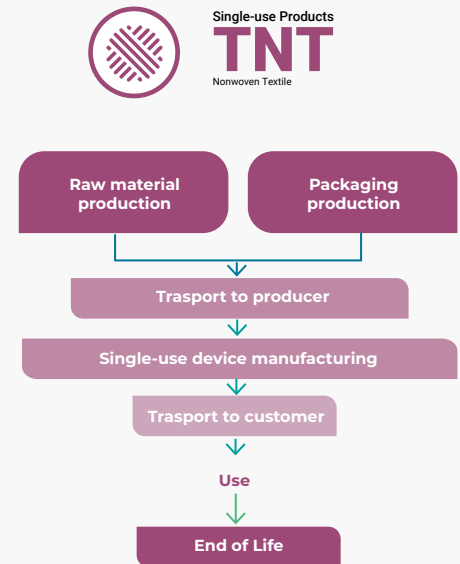 Single-use Products
TNT
Nonwoven Textile
Raw material
production
Packaging
production
Trasport to producer
Single-use device manufacturing
Trasport to customer
Use
End of Life